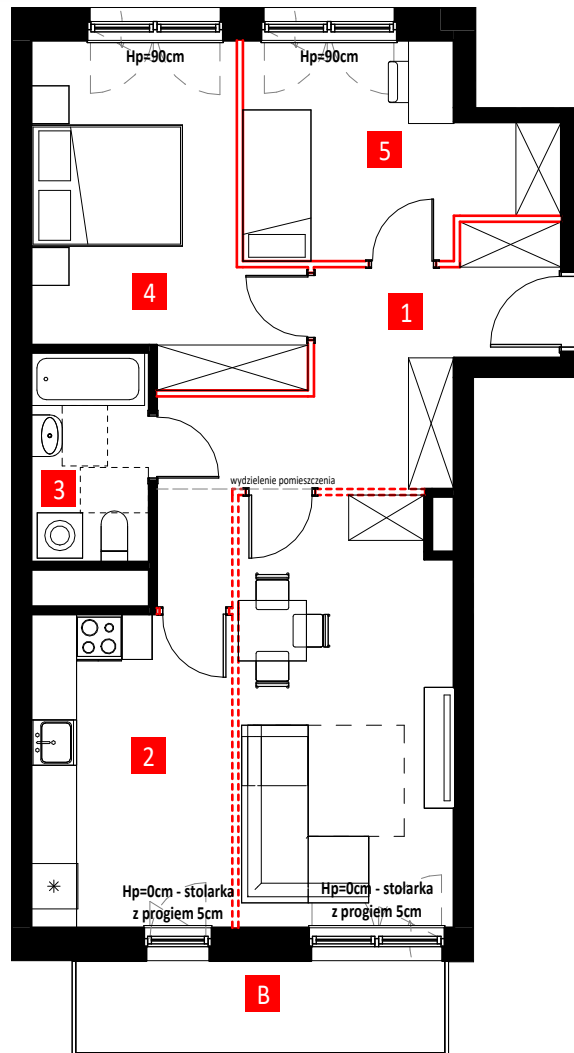 Hp=90cm
Hp=90cm
5
4
1
wydzielenie pomieszczenia
3
2
Hp=0cm - stolarka
z progiem 5cm
Hp=0cm - stolarka
z progiem 5cm
B